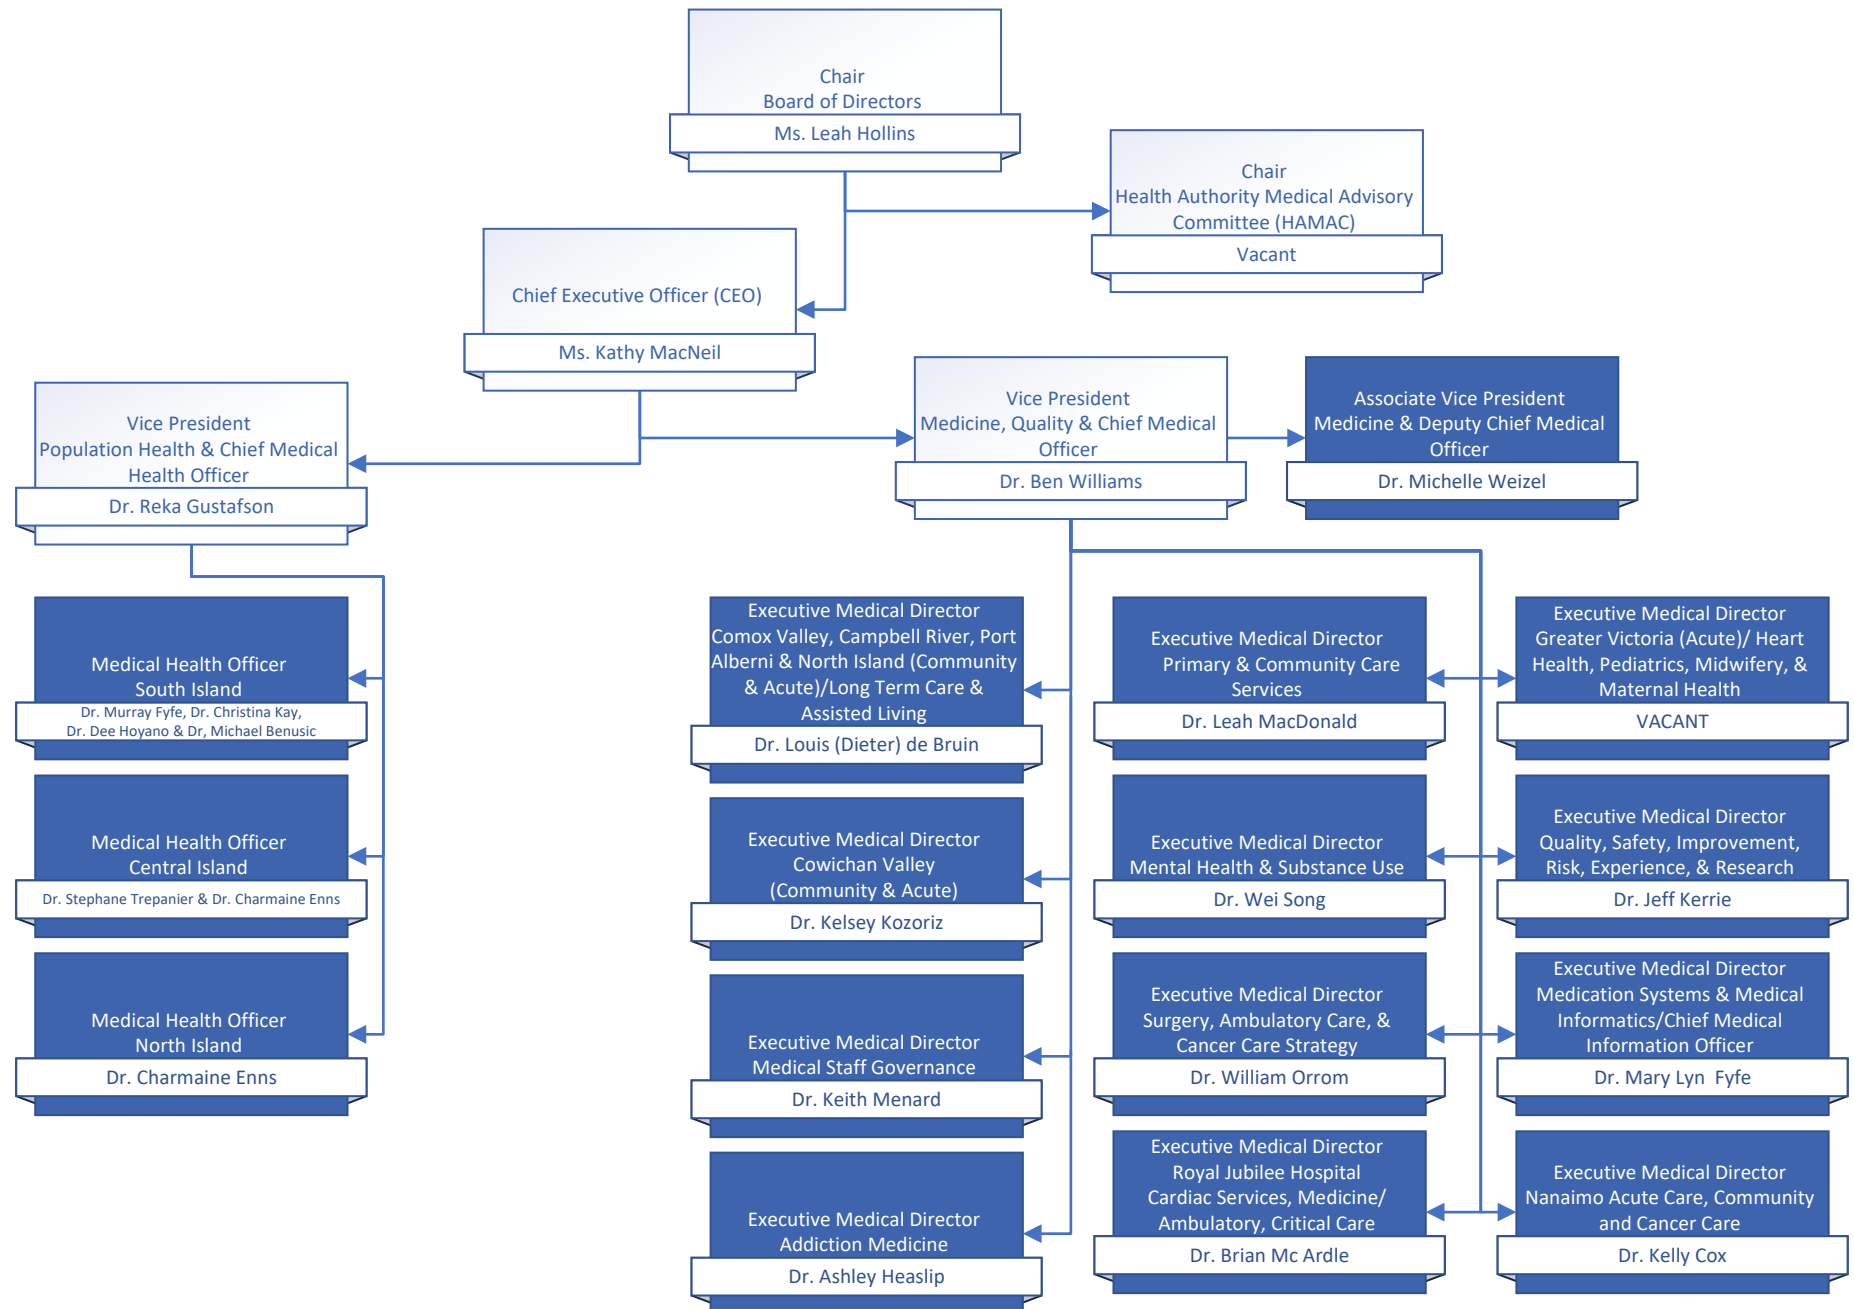 Chair
Board of Directors
Ms. Leah Hollins
Chair
Health Authority Medical Advisory
Committee (HAMAC)
Vacant
Chief Executive Officer (CEO)
Ms. Kathy MacNeil
Vice President
Population Health & Chief Medical
Health Officer
Dr. Reka Gustafson
Vice President
Medicine, Quality & Chief Medical
Officer
Dr. Ben Williams
Associate Vice President
Medicine & Deputy Chief Medical
Officer
Dr. Michelle Weizel
Medical Health Officer
South Island
Dr. Murray Fyfe, Dr. Christina Kay,
Dr. Dee Hoyano & Dr, Michael Benusic
Medical Health Officer
Central Island
Dr. Stephane Trepanier & Dr. Charmaine Enns
Medical Health Officer
North Island
Dr. Charmaine Enns
Executive Medical Director
Comox Valley, Campbell River, Port
Alberni & North Island (Community
& Acute)/Long Term Care &
Assisted Living
Dr. Louis (Dieter) de Bruin
Executive Medical Director
Cowichan Valley
(Community & Acute)
Dr. Kelsey Kozoriz
Executive Medical Director
Medical Staff Governance
Dr. Keith Menard
Executive Medical Director
Addiction Medicine
Dr. Ashley Heaslip
Executive Medical Director
Primary & Community Care
Services
Dr. Leah MacDonald
Executive Medical Director
Mental Health & Substance Use
Dr. Wei Song
Executive Medical Director
Surgery, Ambulatory Care, &
Cancer Care Strategy
Dr. William Orrom
Executive Medical Director
Royal Jubilee Hospital
Cardiac Services, Medicine/
Ambulatory, Critical Care
Dr. Brian Mc Ardle
Executive Medical Director
Greater Victoria (Acute)/ Heart
Health, Pediatrics, Midwifery, &
Maternal Health
VACANT
Executive Medical Director
Quality, Safety, Improvement,
Risk, Experience, & Research
Dr. Jeff Kerrie
Executive Medical Director
Medication Systems & Medical
Informatics/Chief Medical
Information Officer
Dr. Mary Lyn  Fyfe
Executive Medical Director
Nanaimo Acute Care, Community
and Cancer Care
Dr. Kelly Cox